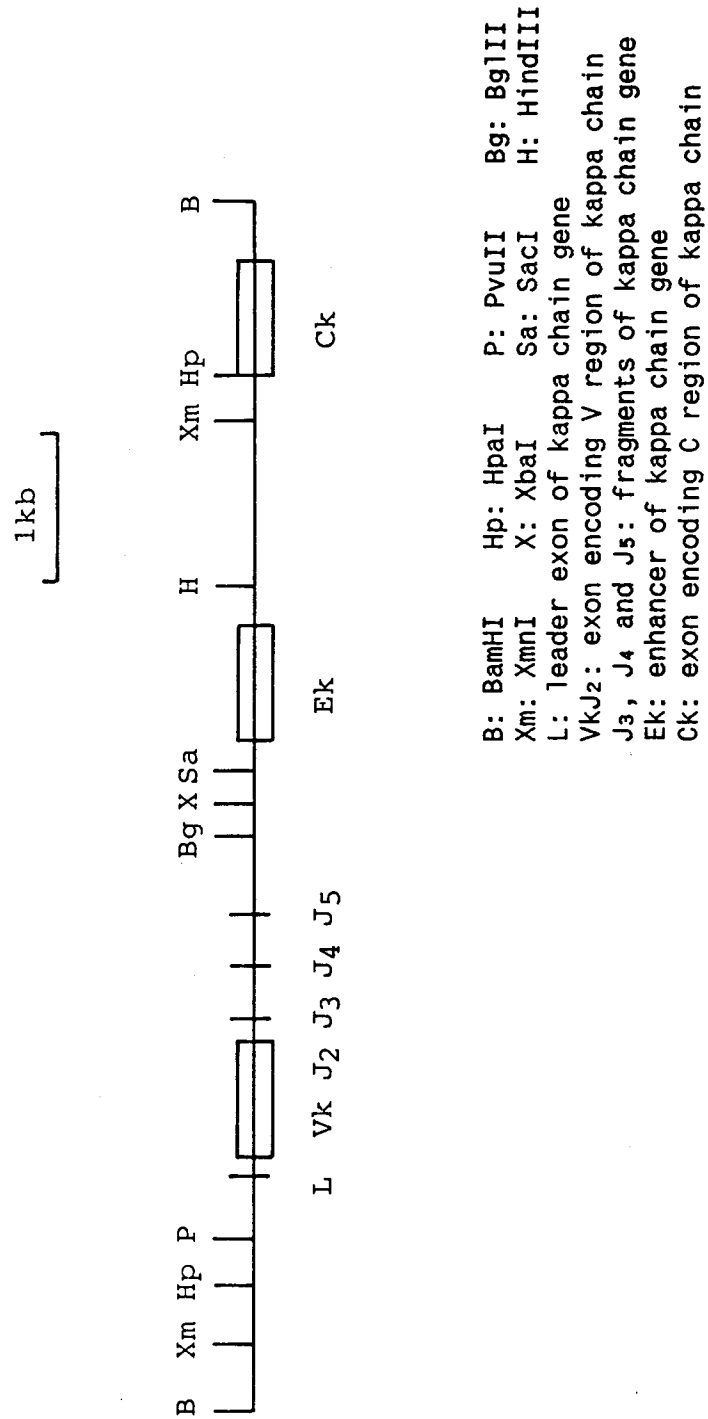 1kb
B Xm Hp P Bg X Sa H Xm Hp B
L Vk J2 J3 J4 J5 Ek Ck
B: BamHI Hp: HpaI P: PvuII Bg: BglII
Xm: XmnI X: XbaI Sa: SacI H: HindIII
L: leader exon of kappa chain gene
VkJ2: exon encoding V region of kappa chain
J3, J4 and J5: fragments of kappa chain gene
Ek: enhancer of kappa chain gene
Ck: exon encoding C region of kappa chain